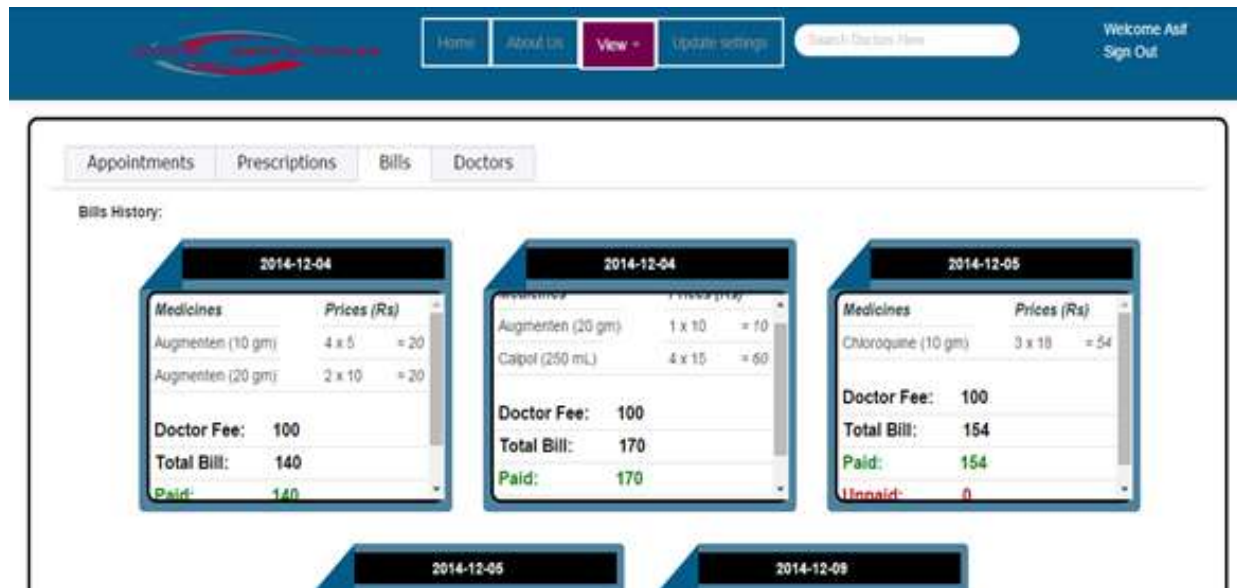 Home About Us View Update settings Search Doctors Here
Welcome Asif
Sign Out
Appointments Prescriptions Bills Doctors
Bills History:
2014-12-04
Medicines Prices (Rs)
Augmenten (10 gm) 4 x 5 = 20
Augmenten (20 gm) 2 x 10 = 20
Doctor Fee: 100
Total Bill: 140
Paid: 140
2014-12-04
Medicines Prices (Rs)
Augmenten (20 gm) 1 x 10 = 10
Calpol (250 mL) 4 x 15 = 60
Doctor Fee: 100
Total Bill: 170
Paid: 170
2014-12-05
Medicines Prices (Rs)
Chloroquine (10 gm) 3 x 18 = 54
Doctor Fee: 100
Total Bill: 154
Paid: 154
Unpaid: 0
2014-12-05
2014-12-09